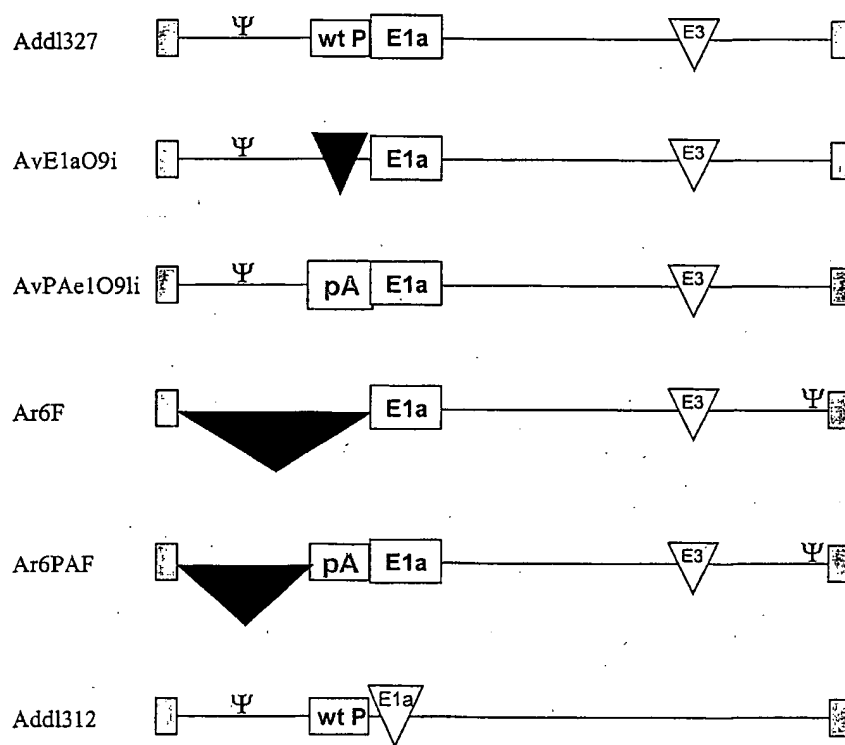 Addl327 Ψ wt P E1a E3
AvE1aO9i Ψ E1a E3
AvPAe1O9li Ψ pA E1a E3
Ar6F E1a E3 Ψ
Ar6PAF pA E1a E3 Ψ
Addl312 Ψ wt P E1a